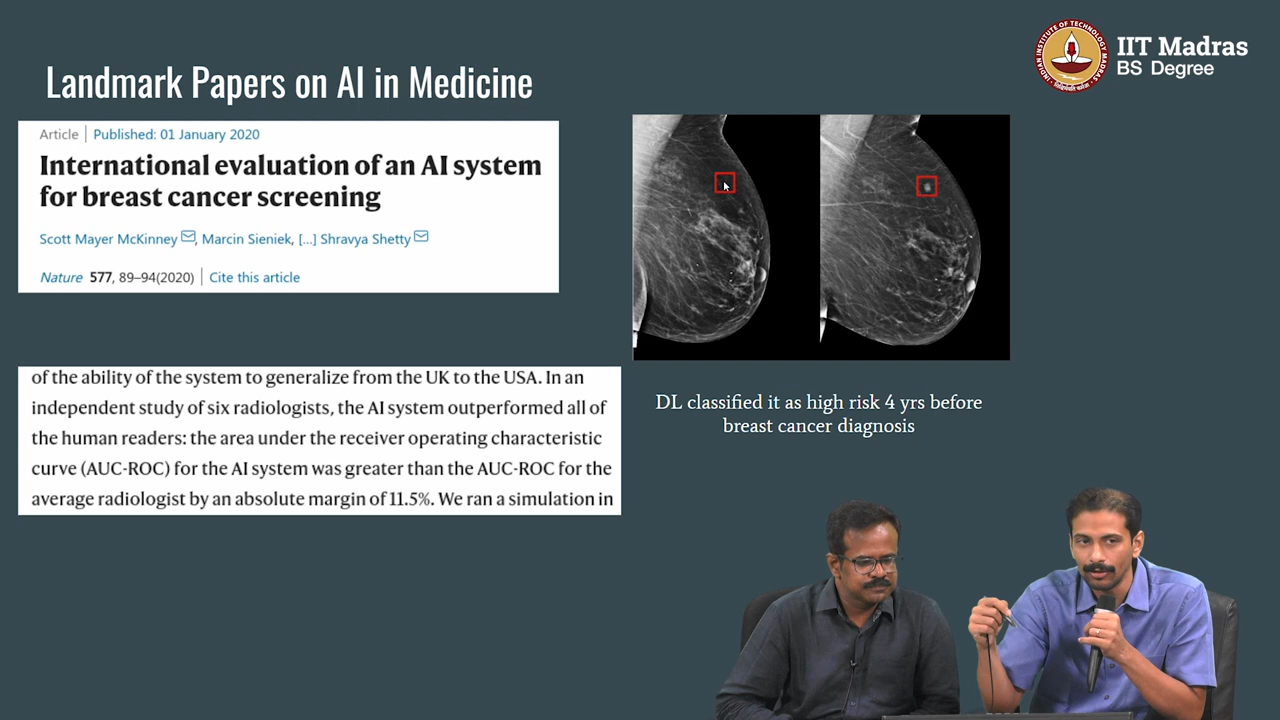 IIT Madras
BS Degree
Landmark Papers on AI in Medicine
Article | Published: 01 January 2020
International evaluation of an AI system
for breast cancer screening
Scott Mayer McKinney, Marcin Sieniek, [...] Shravya Shetty
Nature 577, 89–94(2020) | Cite this article
of the ability of the system to generalize from the UK to the USA. In an
independent study of six radiologists, the AI system outperformed all of
the human readers: the area under the receiver operating characteristic
curve (AUC-ROC) for the AI system was greater than the AUC-ROC for the
average radiologist by an absolute margin of 11.5%. We ran a simulation in
DL classified it as high risk 4 yrs before
breast cancer diagnosis
INDIAN INSTITUTE OF TECHNOLOGY MADRAS